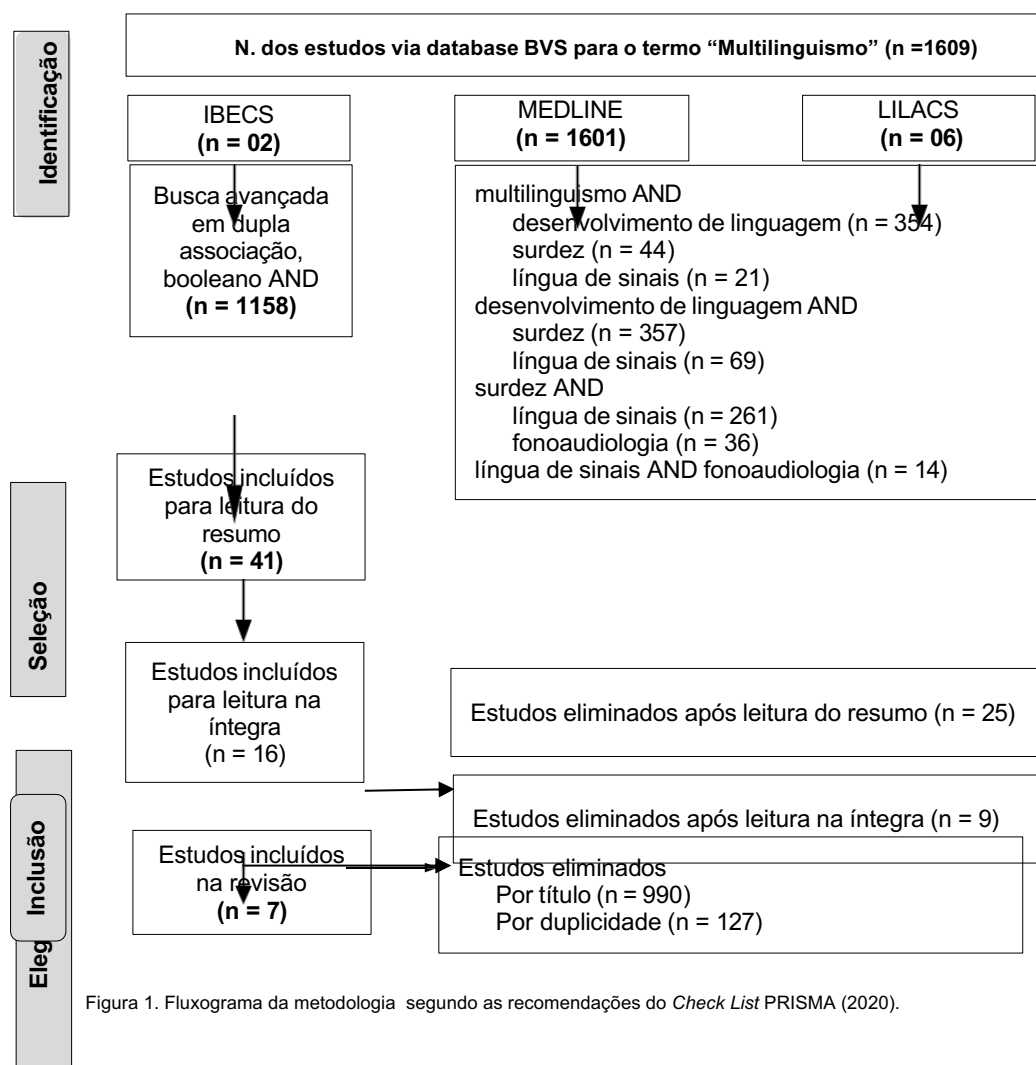 N. dos estudos via database BVS para o termo “Multilinguismo” (n =1609)
Identificação
IBECS
(n = 02)
MEDLINE
(n = 1601)
LILACS
(n = 06)
Busca avançada
em dupla
associação,
booleano AND
(n = 1158)
multilinguismo AND
desenvolvimento de linguagem (n = 354)
surdez (n = 44)
língua de sinais (n = 21)
desenvolvimento de linguagem AND
surdez (n = 357)
língua de sinais (n = 69)
surdez AND
língua de sinais (n = 261)
fonoaudiologia (n = 36)
língua de sinais AND fonoaudiologia (n = 14)
Seleção
Estudos incluídos
para leitura do
resumo
(n = 41)
Estudos incluídos
para leitura na
íntegra
(n = 16)
Estudos eliminados após leitura do resumo (n = 25)
Estudos eliminados após leitura na íntegra (n = 9)
Eleg
Inclusão
Estudos incluídos
na revisão
(n = 7)
Estudos eliminados
Por título (n = 990)
Por duplicidade (n = 127)
Figura 1. Fluxograma da metodologia segundo as recomendações do Check List PRISMA (2020).